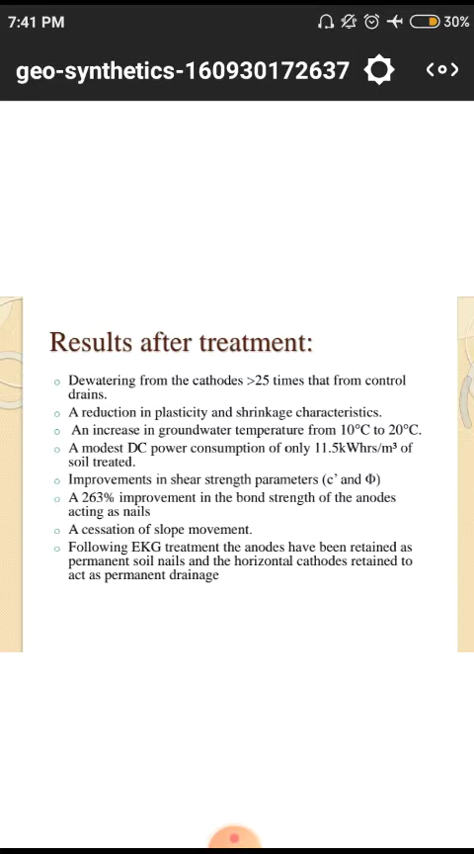 7:41 PM
30%
geo-synthetics-160930172637
Results after treatment:
Dewatering from the cathodes >25 times that from control
drains.
A reduction in plasticity and shrinkage characteristics.
An increase in groundwater temperature from 10°C to 20°C.
A modest DC power consumption of only 11.5kWhrs/m³ of
soil treated.
Improvements in shear strength parameters (c’ and Φ)
A 263% improvement in the bond strength of the anodes
acting as nails
A cessation of slope movement.
Following EKG treatment the anodes have been retained as
permanent soil nails and the horizontal cathodes retained to
act as permanent drainage